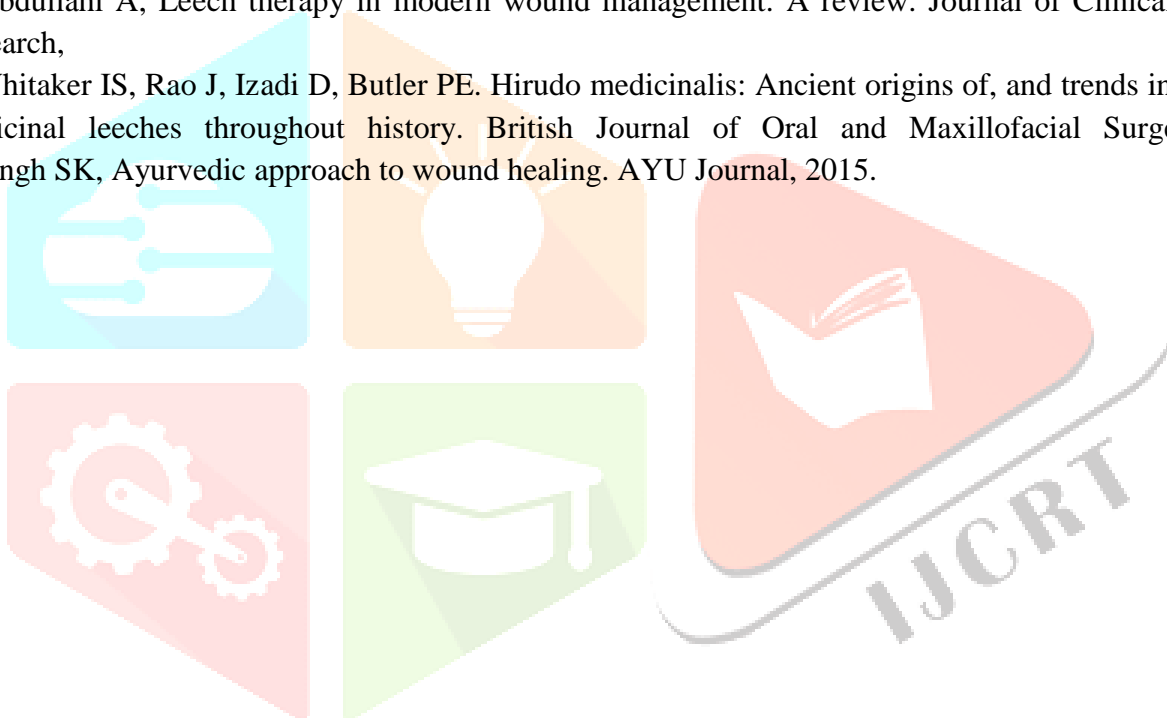 A, Leech therapy in modern wound management: A review. Journal of Clinical
earch,
hitaker IS, Rao J, Izadi D, Butler PE. Hirudo medicinalis: Ancient origins of, and trends in
icinal leeches throughout history. British Journal of Oral and Maxillofacial Surge
ngh SK, Ayurvedic approach to wound healing. AYU Journal, 2015.
IJCRT